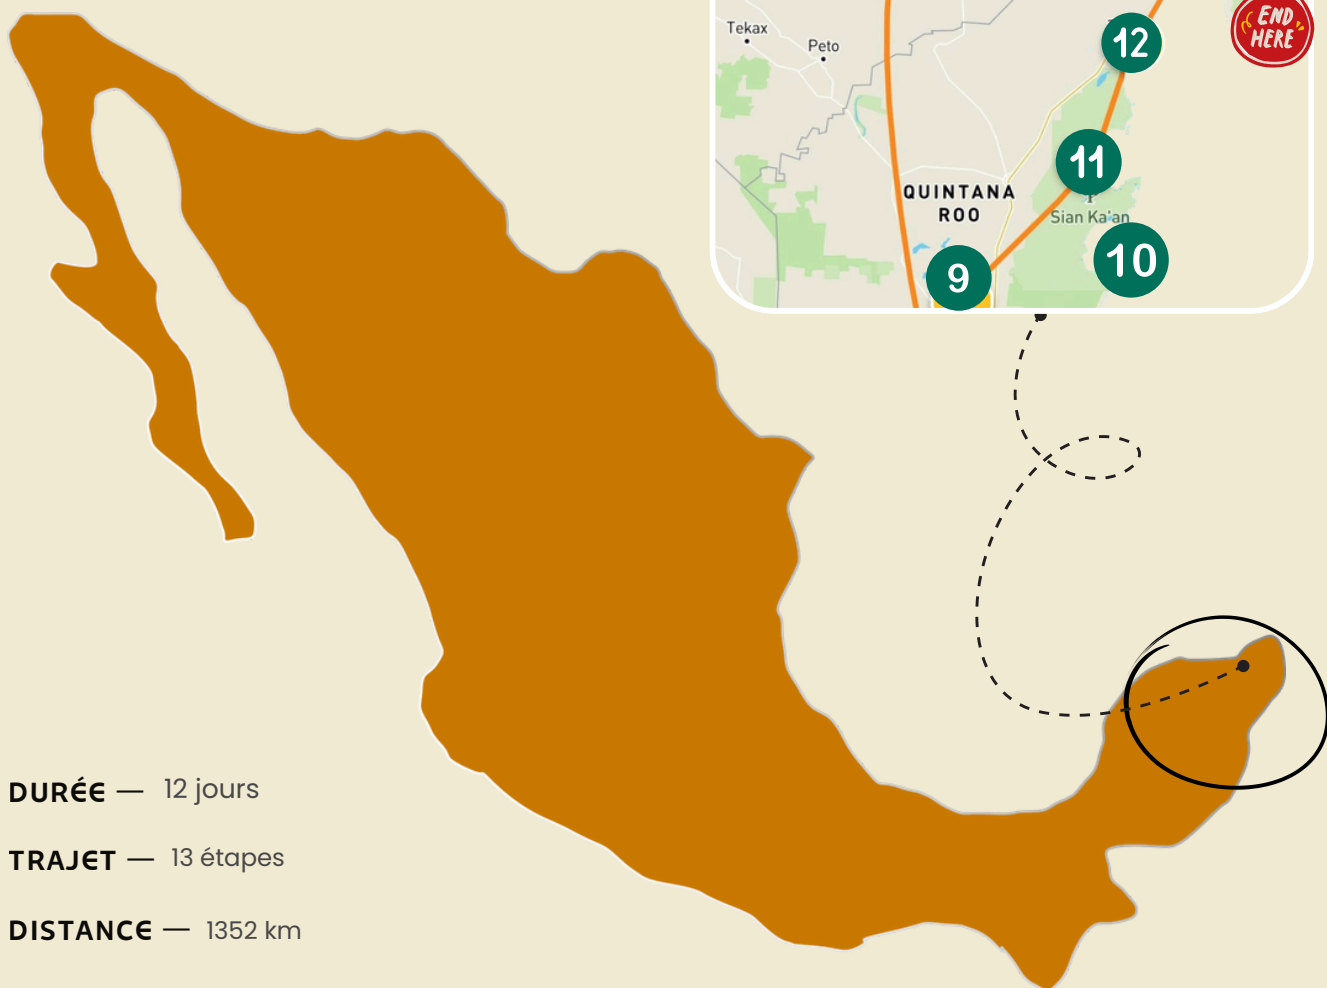 Tekax
Peto
12
END
HERE
11
QUINTANA
ROO
Sian Ka'an
10
9
DURÉE — 12 jours
TRAJET — 13 étapes
DISTANCE — 1352 km